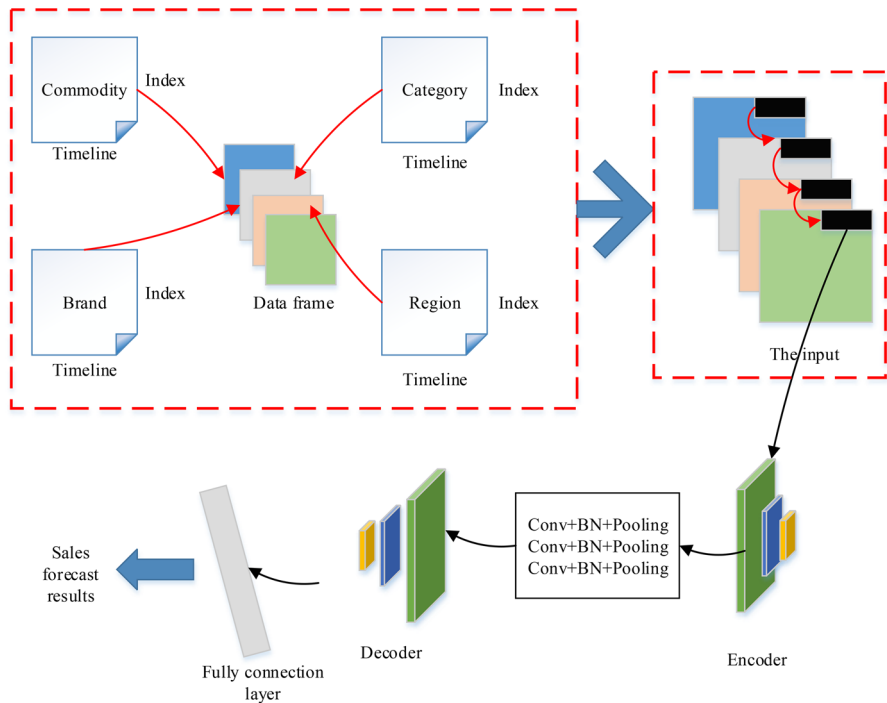 Commodity
Index
Timeline
Category
Index
Timeline
Brand
Index
Timeline
Data frame
Region
Index
Timeline
The input
Sales
forecast
results
Fully connection
layer
Decoder
Conv+BN+Pooling
Conv+BN+Pooling
Conv+BN+Pooling
Encoder